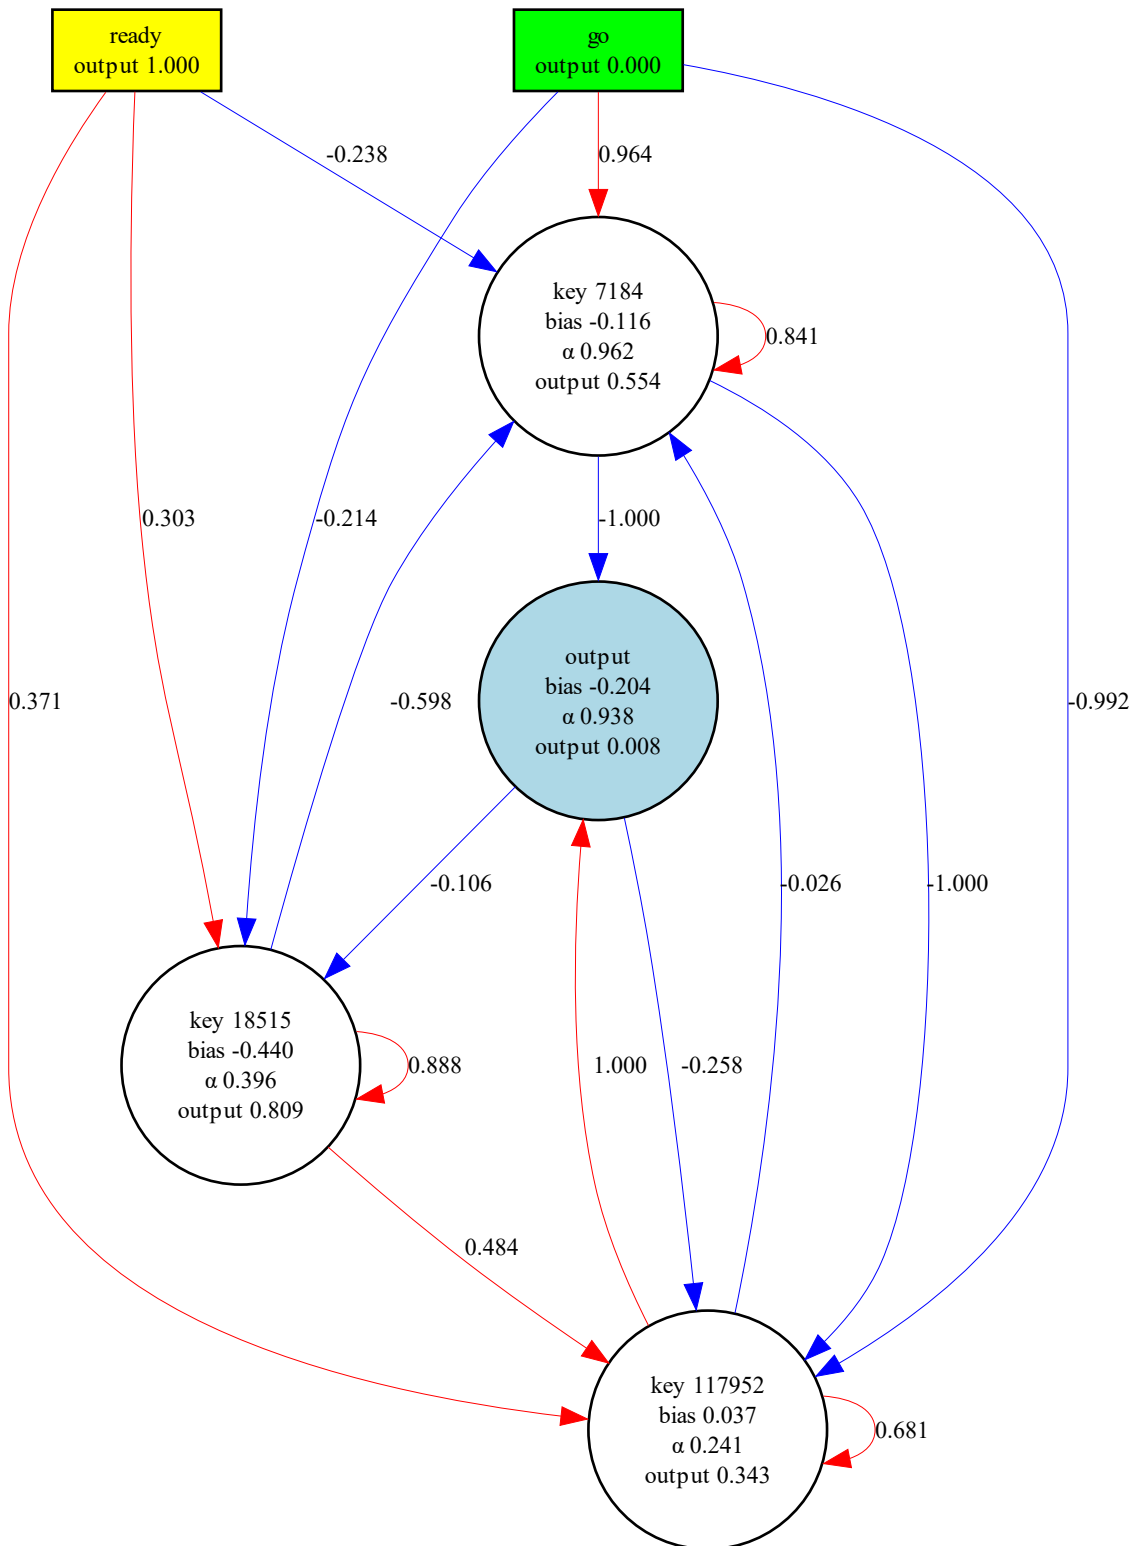 ready
output 1.000
go
output 0.000
-0.238
0.964
key 7184
bias -0.116
α 0.962
output 0.554
0.841
0.303
-0.214
-1.000
output
bias -0.204
α 0.938
output 0.008
0.371
-0.598
-0.992
-0.106
-0.026
-1.000
key 18515
bias -0.440
α 0.396
output 0.809
0.888
1.000
-0.258
0.484
key 117952
bias 0.037
α 0.241
output 0.343
0.681